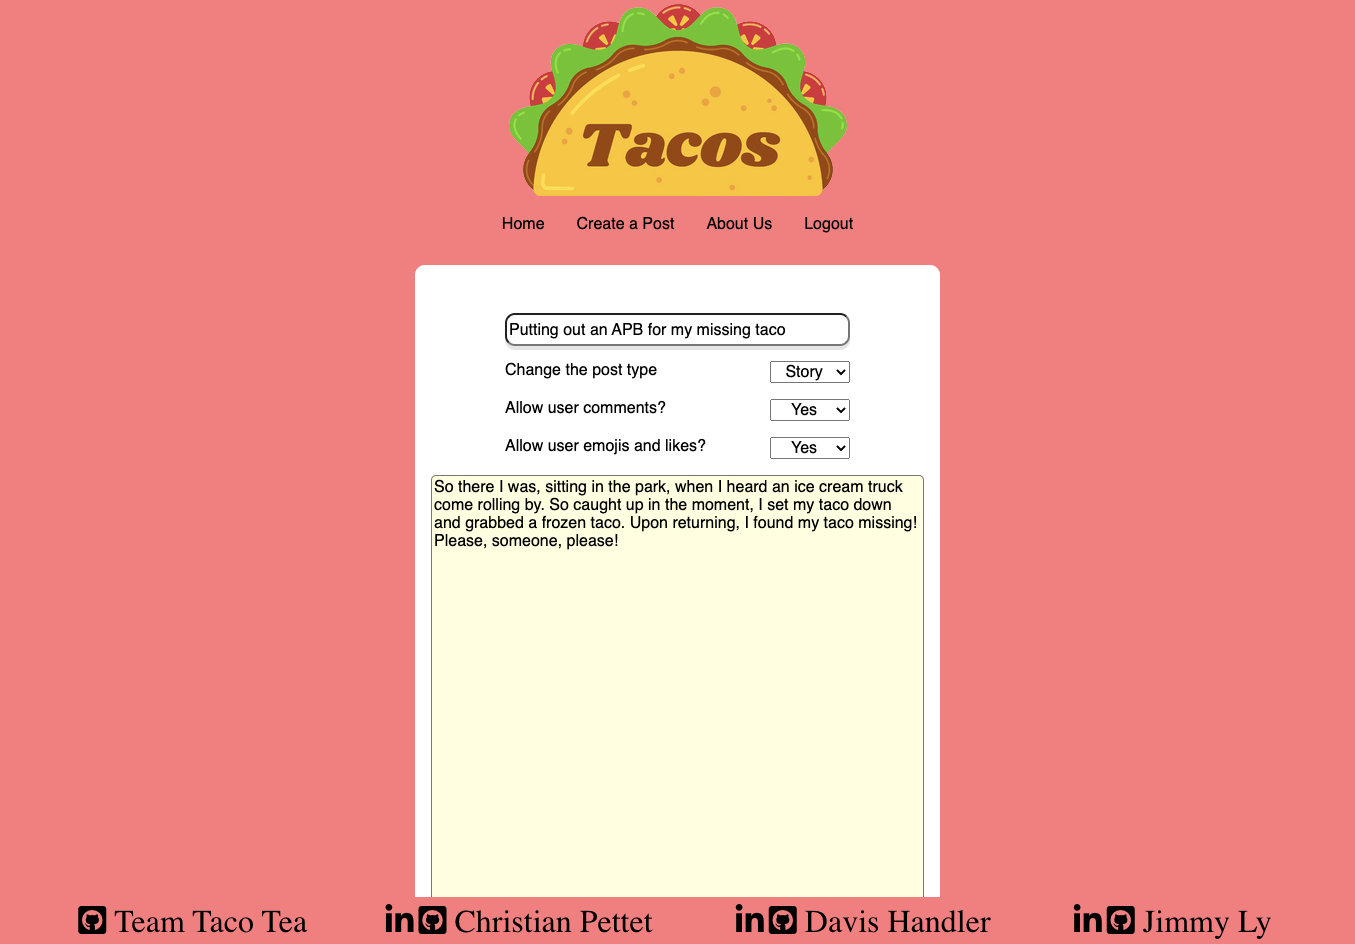 Tacos
Home Create a Post About Us Logout
Putting out an APB for my missing taco
Change the post type Story
Allow user comments? Yes
Allow user emojis and likes? Yes
So there I was, sitting in the park, when I heard an ice cream truck
come rolling by. So caught up in the moment, I set my taco down
and grabbed a frozen taco. Upon returning, I found my taco missing!
Please, someone, please!
Team Taco Tea in Christian Pettet in Davis Handler in Jimmy Ly